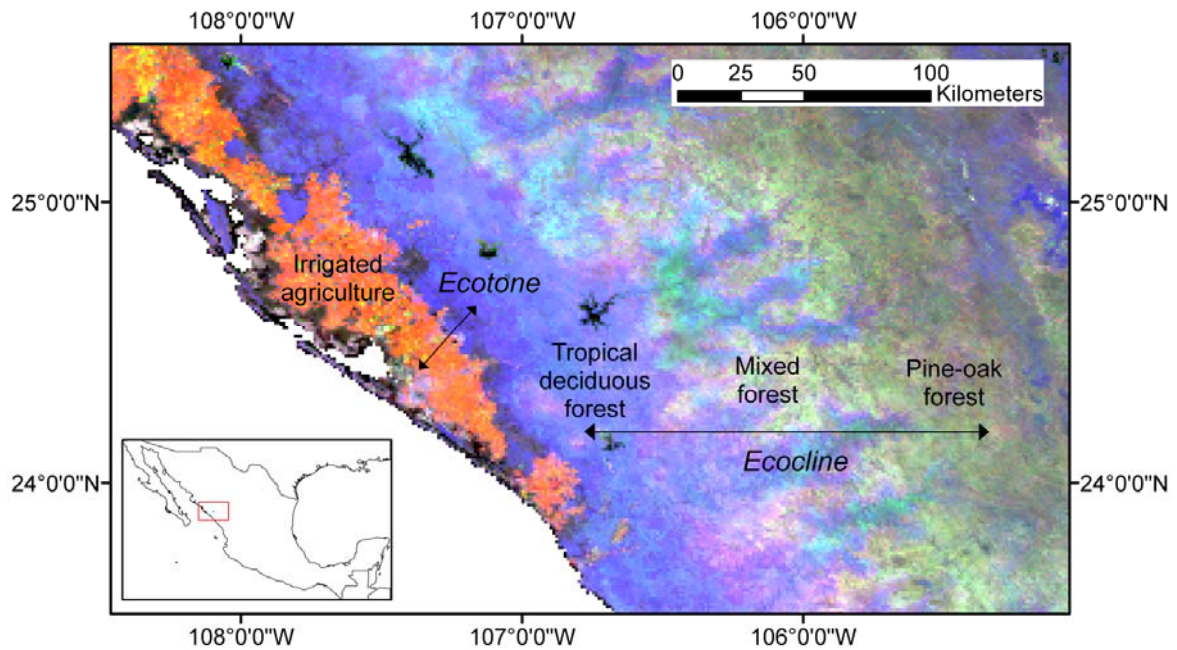 108°0'0"W 107°0'0"W 106°0'0"W
0 25 50 100
Kilometers
25°0'0"N 25°0'0"N
Irrigated
agriculture
Ecotone
Tropical
deciduous
forest
Mixed
forest
Pine-oak
forest
Ecocline
24°0'0"N 24°0'0"N
108°0'0"W 107°0'0"W 106°0'0"W